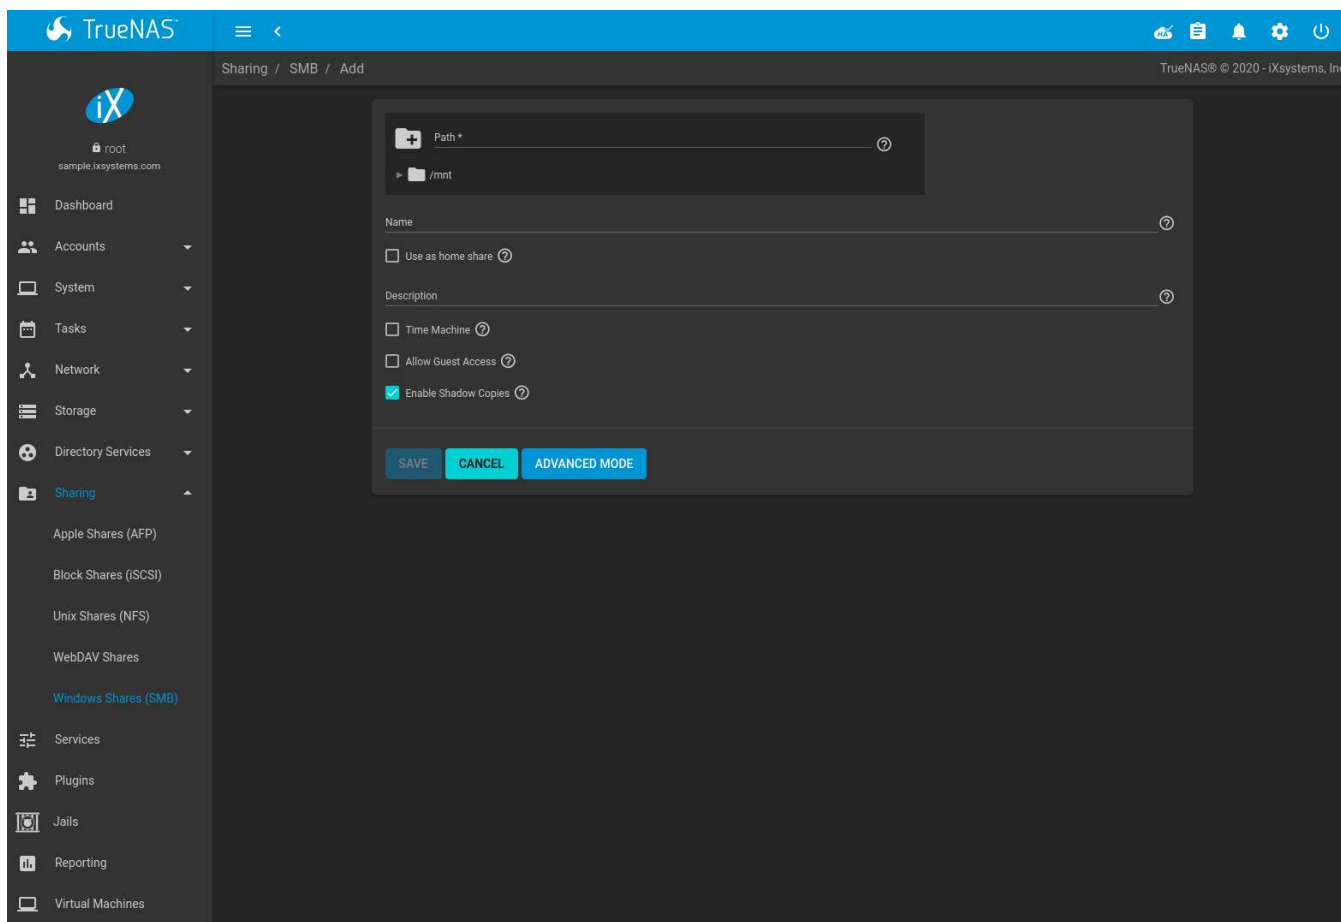 TrueNAS
HA
Sharing / SMB / Add
TrueNAS® © 2020 - iXsystems, Inc
iX
root
sample.ixsystems.com
Dashboard
Accounts
System
Tasks
Network
Storage
Directory Services
Sharing
Apple Shares (AFP)
Block Shares (iSCSI)
Unix Shares (NFS)
WebDAV Shares
Windows Shares (SMB)
Services
Plugins
Jails
Reporting
Virtual Machines
Path *
/mnt
Name
Use as home share
Description
Time Machine
Allow Guest Access
Enable Shadow Copies
SAVE
CANCEL
ADVANCED MODE